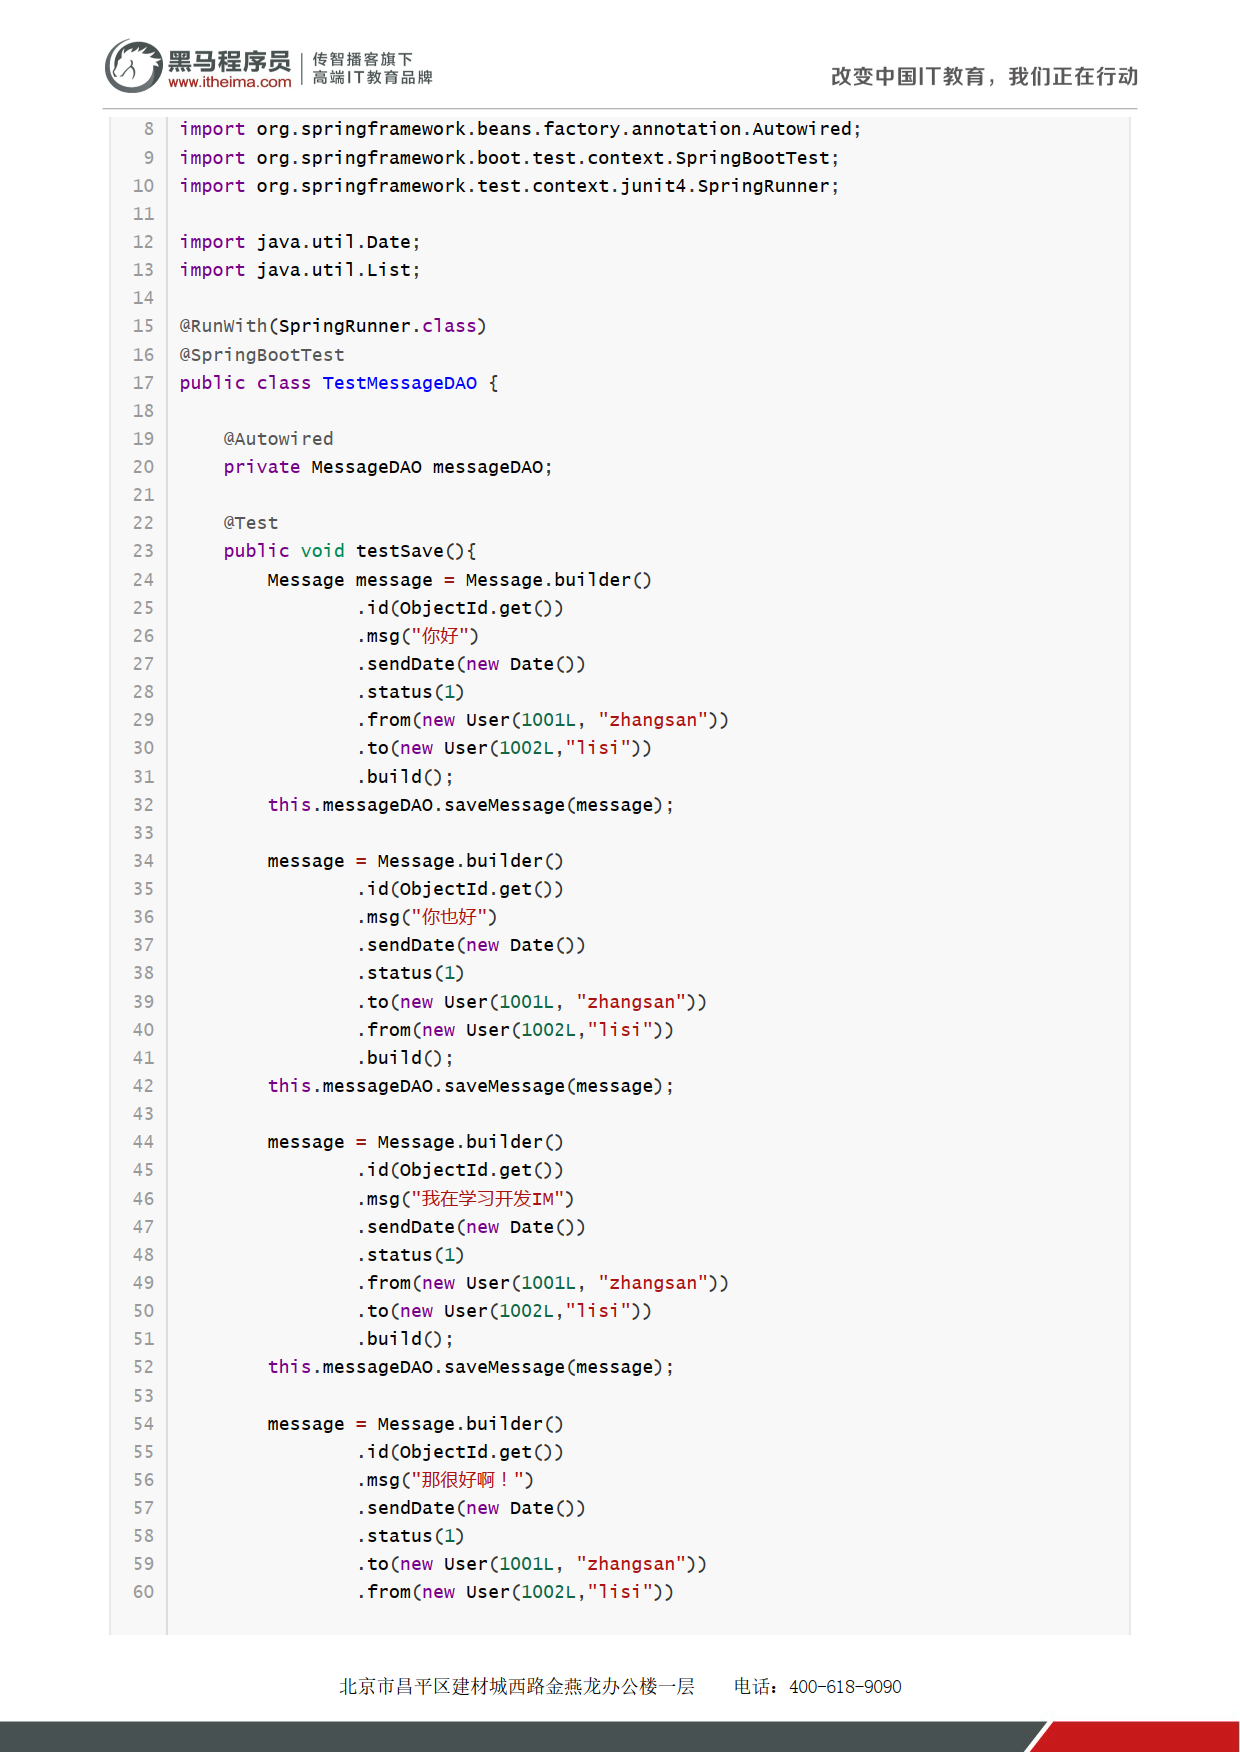 黑马程序员
www.itheima.com
传智播客旗下
高端IT教育品牌
改变中国IT教育，我们正在行动
8 import org.springframework.beans.factory.annotation.Autowired;
9 import org.springframework.boot.test.context.SpringBootTest;
10 import org.springframework.test.context.junit4.SpringRunner;
11
12 import java.util.Date;
13 import java.util.List;
14
15 @RunWith(SpringRunner.class)
16 @SpringBootTest
17 public class TestMessageDAO {
18
19     @Autowired
20     private MessageDAO messageDAO;
21
22     @Test
23     public void testSave(){
24         Message message = Message.builder()
25                 .id(ObjectId.get())
26                 .msg("你好")
27                 .sendDate(new Date())
28                 .status(1)
29                 .from(new User(1001L, "zhangsan"))
30                 .to(new User(1002L,"lisi"))
31                 .build();
32         this.messageDAO.saveMessage(message);
33
34         message = Message.builder()
35                 .id(ObjectId.get())
36                 .msg("你也好")
37                 .sendDate(new Date())
38                 .status(1)
39                 .to(new User(1001L, "zhangsan"))
40                 .from(new User(1002L,"lisi"))
41                 .build();
42         this.messageDAO.saveMessage(message);
43
44         message = Message.builder()
45                 .id(ObjectId.get())
46                 .msg("我在学习开发IM")
47                 .sendDate(new Date())
48                 .status(1)
49                 .from(new User(1001L, "zhangsan"))
50                 .to(new User(1002L,"lisi"))
51                 .build();
52         this.messageDAO.saveMessage(message);
53
54         message = Message.builder()
55                 .id(ObjectId.get())
56                 .msg("那很好啊！")
57                 .sendDate(new Date())
58                 .status(1)
59                 .to(new User(1001L, "zhangsan"))
60                 .from(new User(1002L,"lisi"))
北京市昌平区建材城西路金燕龙办公楼一层 电话：400-618-9090